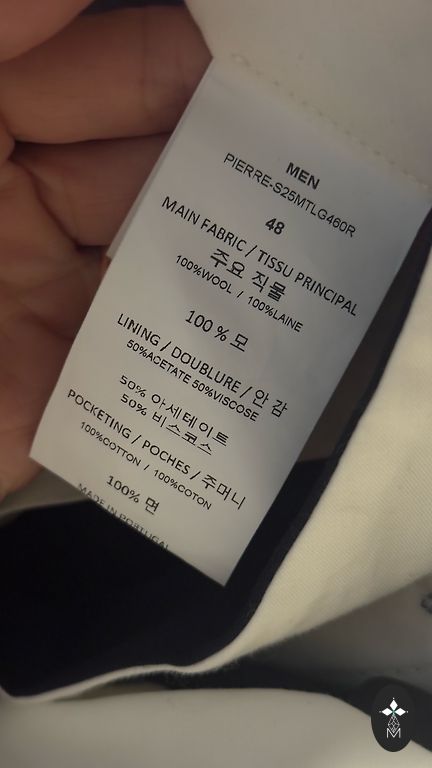 MEN
PIERRE-S25MTLG460R
48
MAIN FABRIC / TISSU PRINCIPAL
주요 직물
100%WOOL / 100%LAINE
100 % 모
LINING / DOUBLURE / 안 감
50%ACETATE 50%VISCOSE
50% 아세테이트
50% 비스코스
POCKETING / POCHES / 주머니
100%COTTON / 100%COTON
100% 면
MADE IN PORTUGAL
M